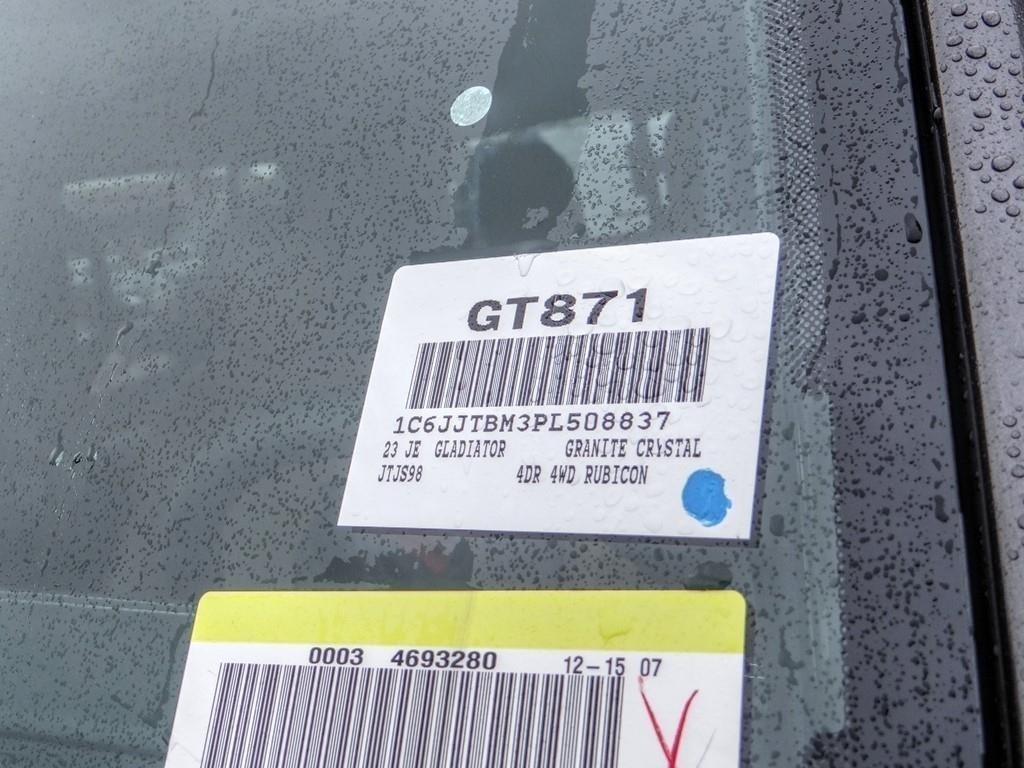 GT871
1C6JJTBM3PL508837
23 JE GLADIATOR GRANITE CRYSTAL
JTJS98 4DR 4WD RUBICON
0003 4693280 12-15 07